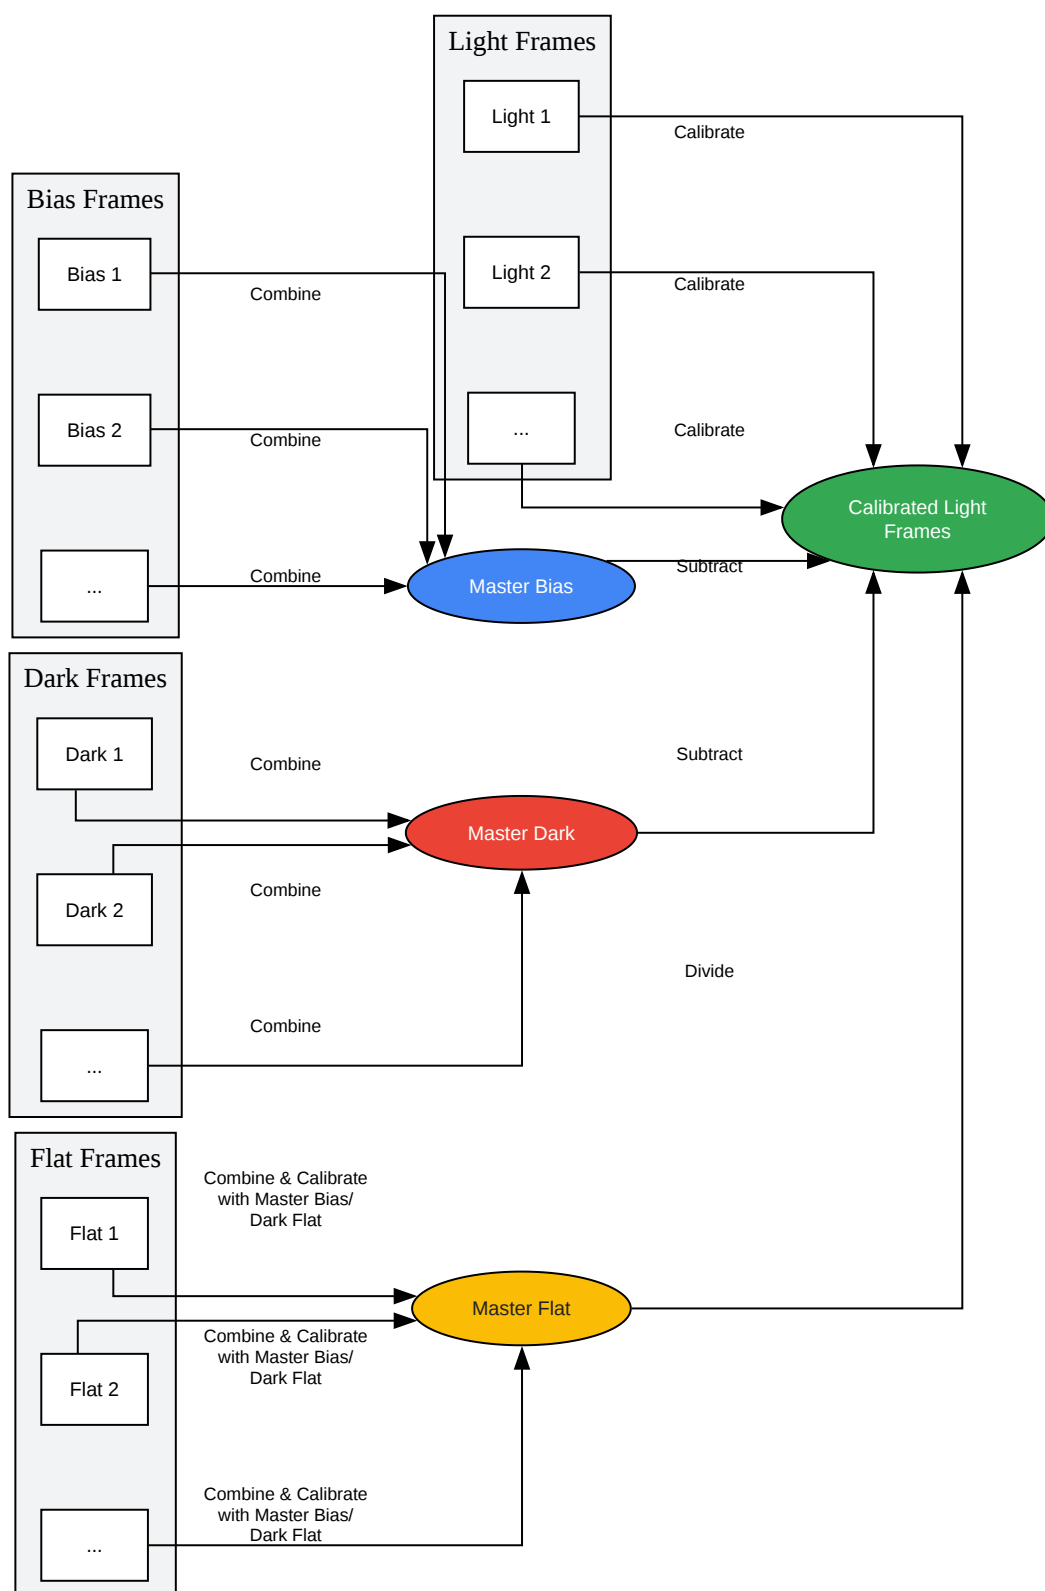 Light Frames
Light 1
Calibrate
Light 2
Calibrate
...
Calibrate
Bias Frames
Bias 1
Combine
Bias 2
Combine
...
Combine
Master Bias
Subtract
Calibrated Light
Frames
Dark Frames
Dark 1
Combine
Dark 2
Combine
...
Combine
Master Dark
Subtract
Divide
Flat Frames
Flat 1
Combine & Calibrate
with Master Bias/
Dark Flat
Master Flat
Flat 2
Combine & Calibrate
with Master Bias/
Dark Flat
...
Combine & Calibrate
with Master Bias/
Dark Flat